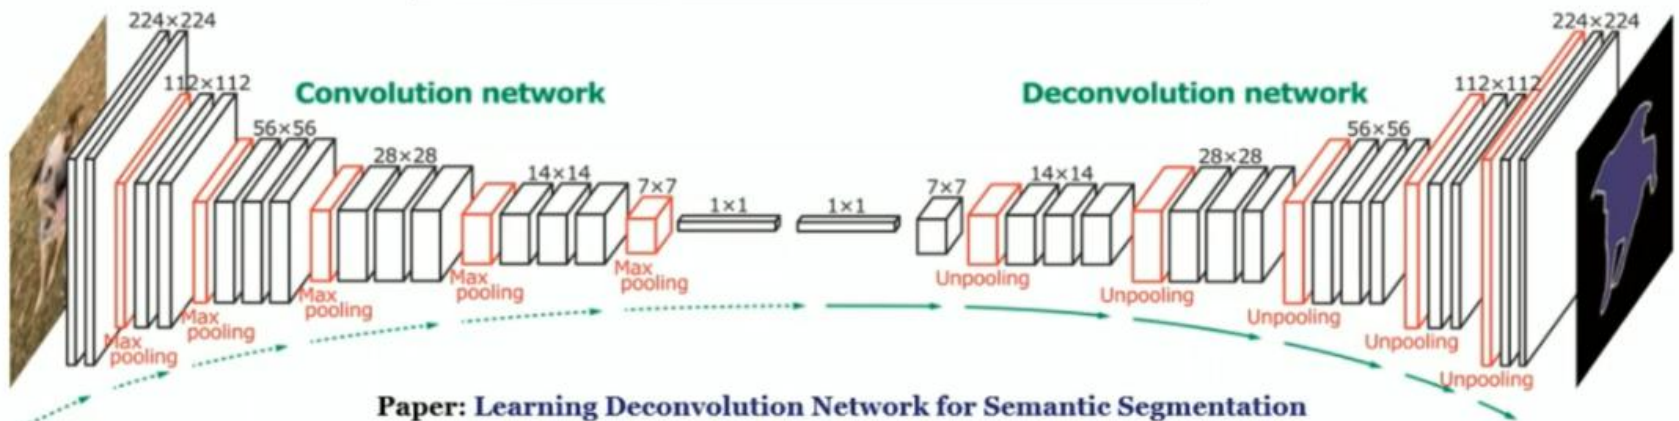 224×224
112×112
56×56
28×28
14×14
7×7
1×1
1×1
7×7
14×14
28×28
56×56
112×112
224×224
Convolution network
Deconvolution network
Max
pooling
Max
pooling
Max
pooling
Max
pooling
Max
pooling
Unpooling
Unpooling
Unpooling
Unpooling
Unpooling
Paper: Learning Deconvolution Network for Semantic Segmentation